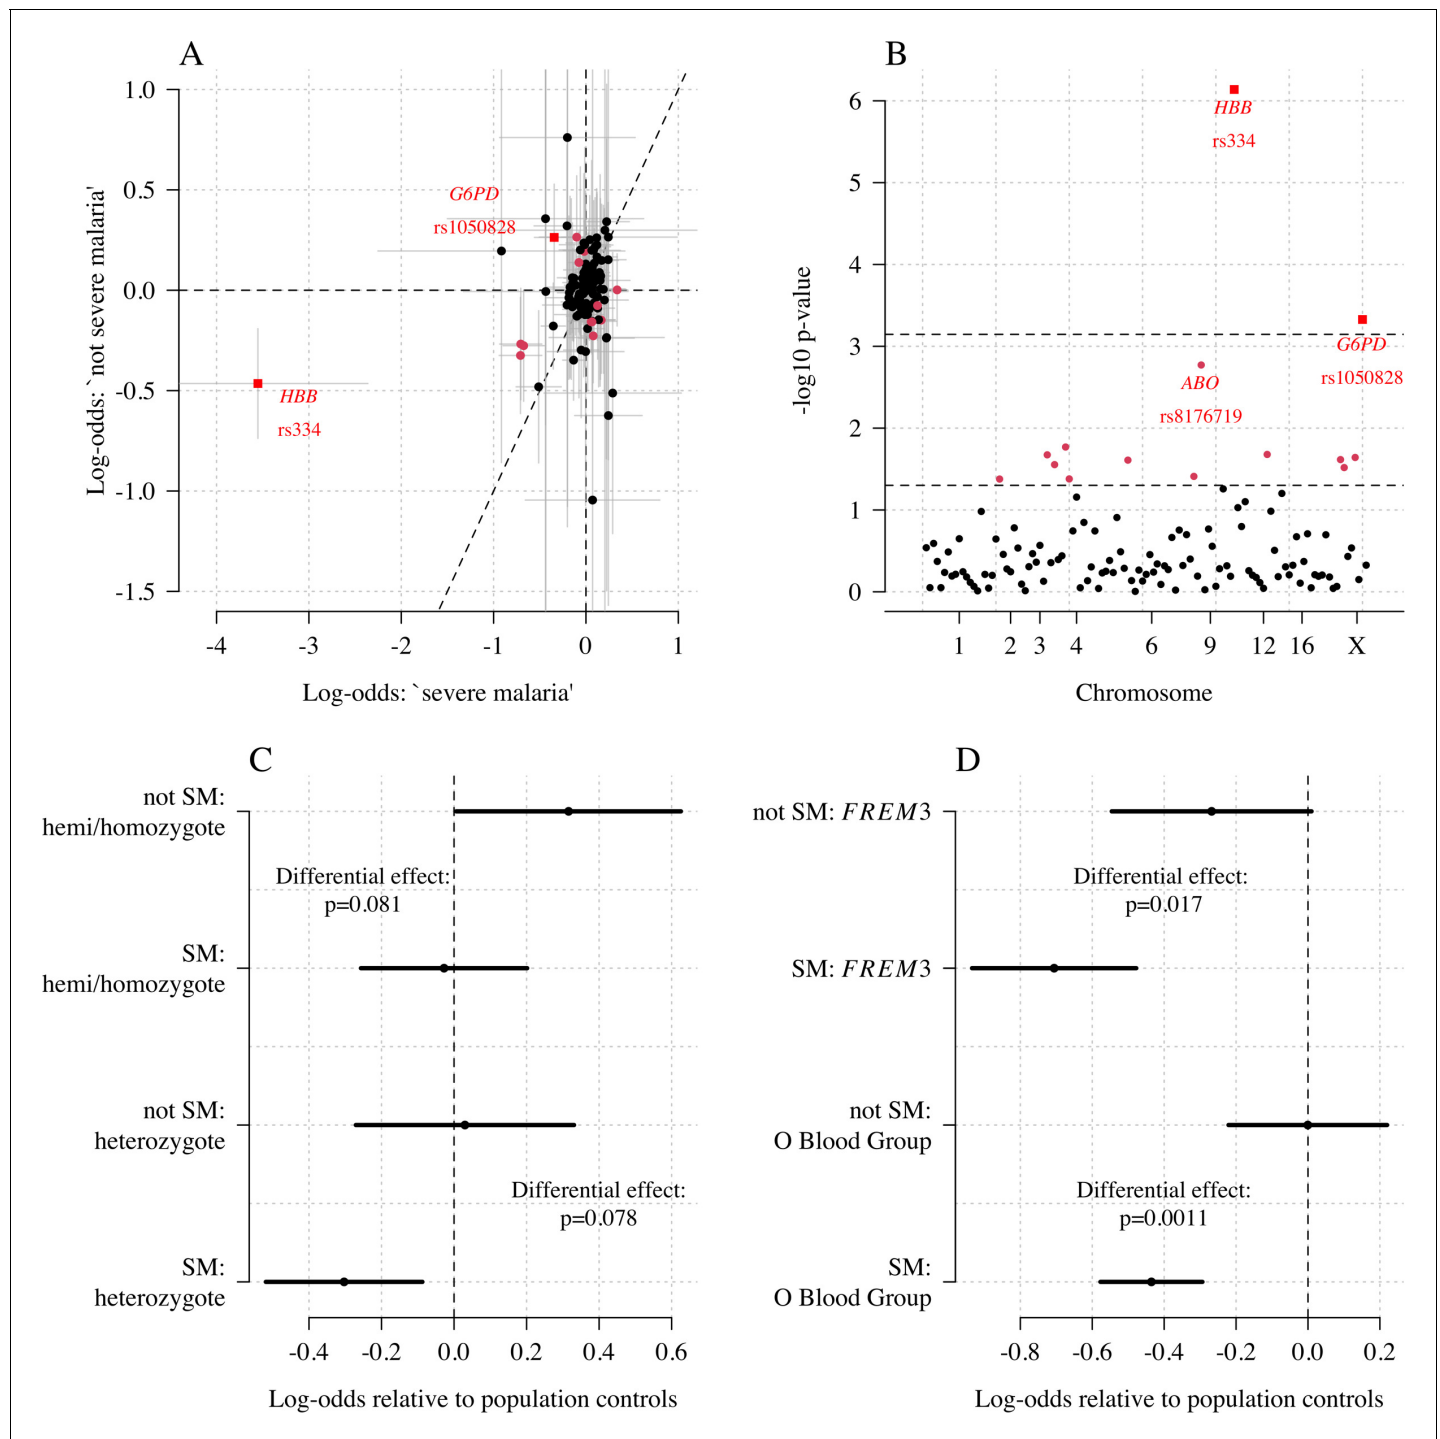 A
Log-odds: `not severe malaria'
1.0
0.5
0.0
-0.5
-1.0
-1.5
G6PD
rs1050828
HBB
rs334
-4
-3
-2
-1
0
1
Log-odds: `severe malaria'
B
-log10 p-value
6
5
4
3
2
1
0
HBB
rs334
G6PD
rs1050828
ABO
rs8176719
1
2
3
4
6
9
12
16
X
Chromosome
C
not SM:
hemi/homozygote
Differential effect:
p=0.081
SM:
hemi/homozygote
not SM:
heterozygote
Differential effect:
p=0.078
SM:
heterozygote
-0.4
-0.2
0.0
0.2
0.4
0.6
Log-odds relative to population controls
D
not SM: FREM3
Differential effect:
p=0.017
SM: FREM3
not SM:
O Blood Group
Differential effect:
p=0.0011
SM:
O Blood Group
-0.8
-0.6
-0.4
-0.2
0.0
0.2
Log-odds relative to population controls